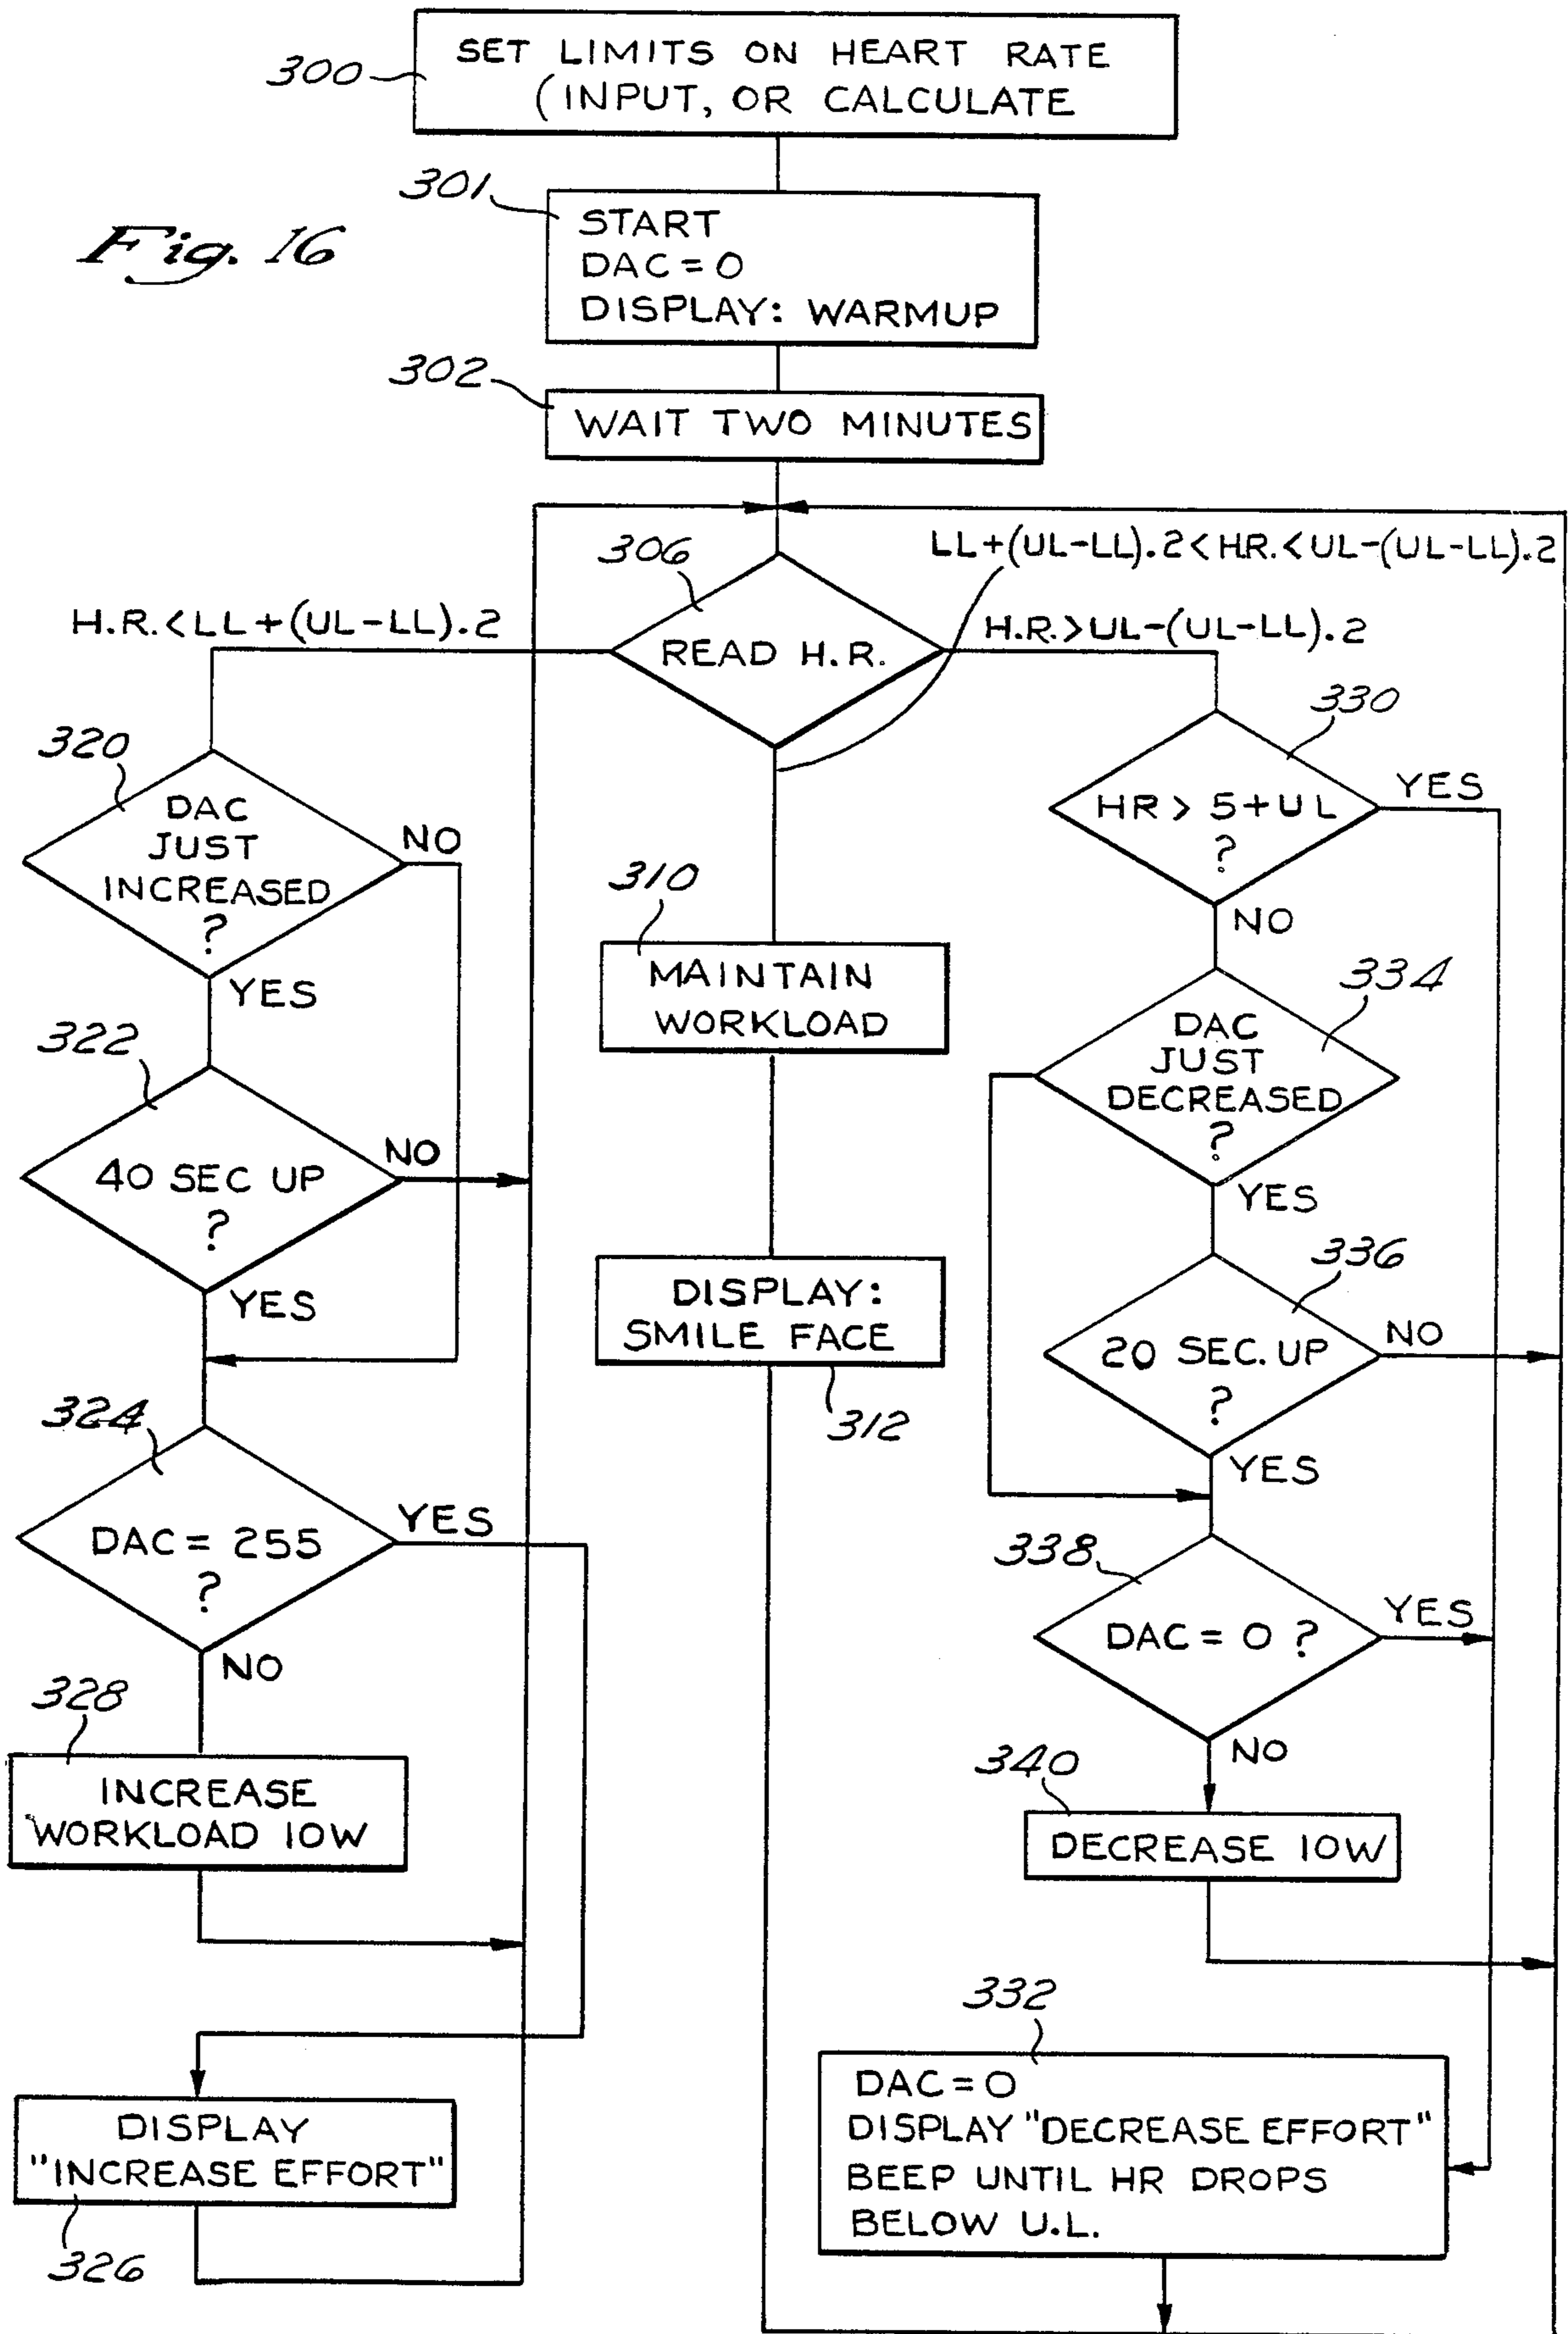 300
SET LIMITS ON HEART RATE
(INPUT, OR CALCULATE
Fig. 16
301
START
DAC = 0
DISPLAY: WARMUP
302
WAIT TWO MINUTES
306
READ H.R.
LL+(UL-LL).2 < H.R. < UL-(UL-LL).2
H.R. < LL+(UL-LL).2
H.R. > UL-(UL-LL).2
320
DAC
JUST
INCREASED
?
NO
YES
322
40 SEC UP
?
NO
YES
324
DAC = 255
?
YES
NO
328
INCREASE
WORKLOAD 10W
DISPLAY
"INCREASE EFFORT"
326
310
MAINTAIN
WORKLOAD
DISPLAY:
SMILE FACE
312
330
HR > 5+UL
?
YES
NO
334
DAC
JUST
DECREASED
?
YES
336
20 SEC. UP
?
NO
YES
338
DAC = 0 ?
YES
NO
340
DECREASE 10W
332
DAC = 0
DISPLAY "DECREASE EFFORT"
BEEP UNTIL HR DROPS
BELOW U.L.